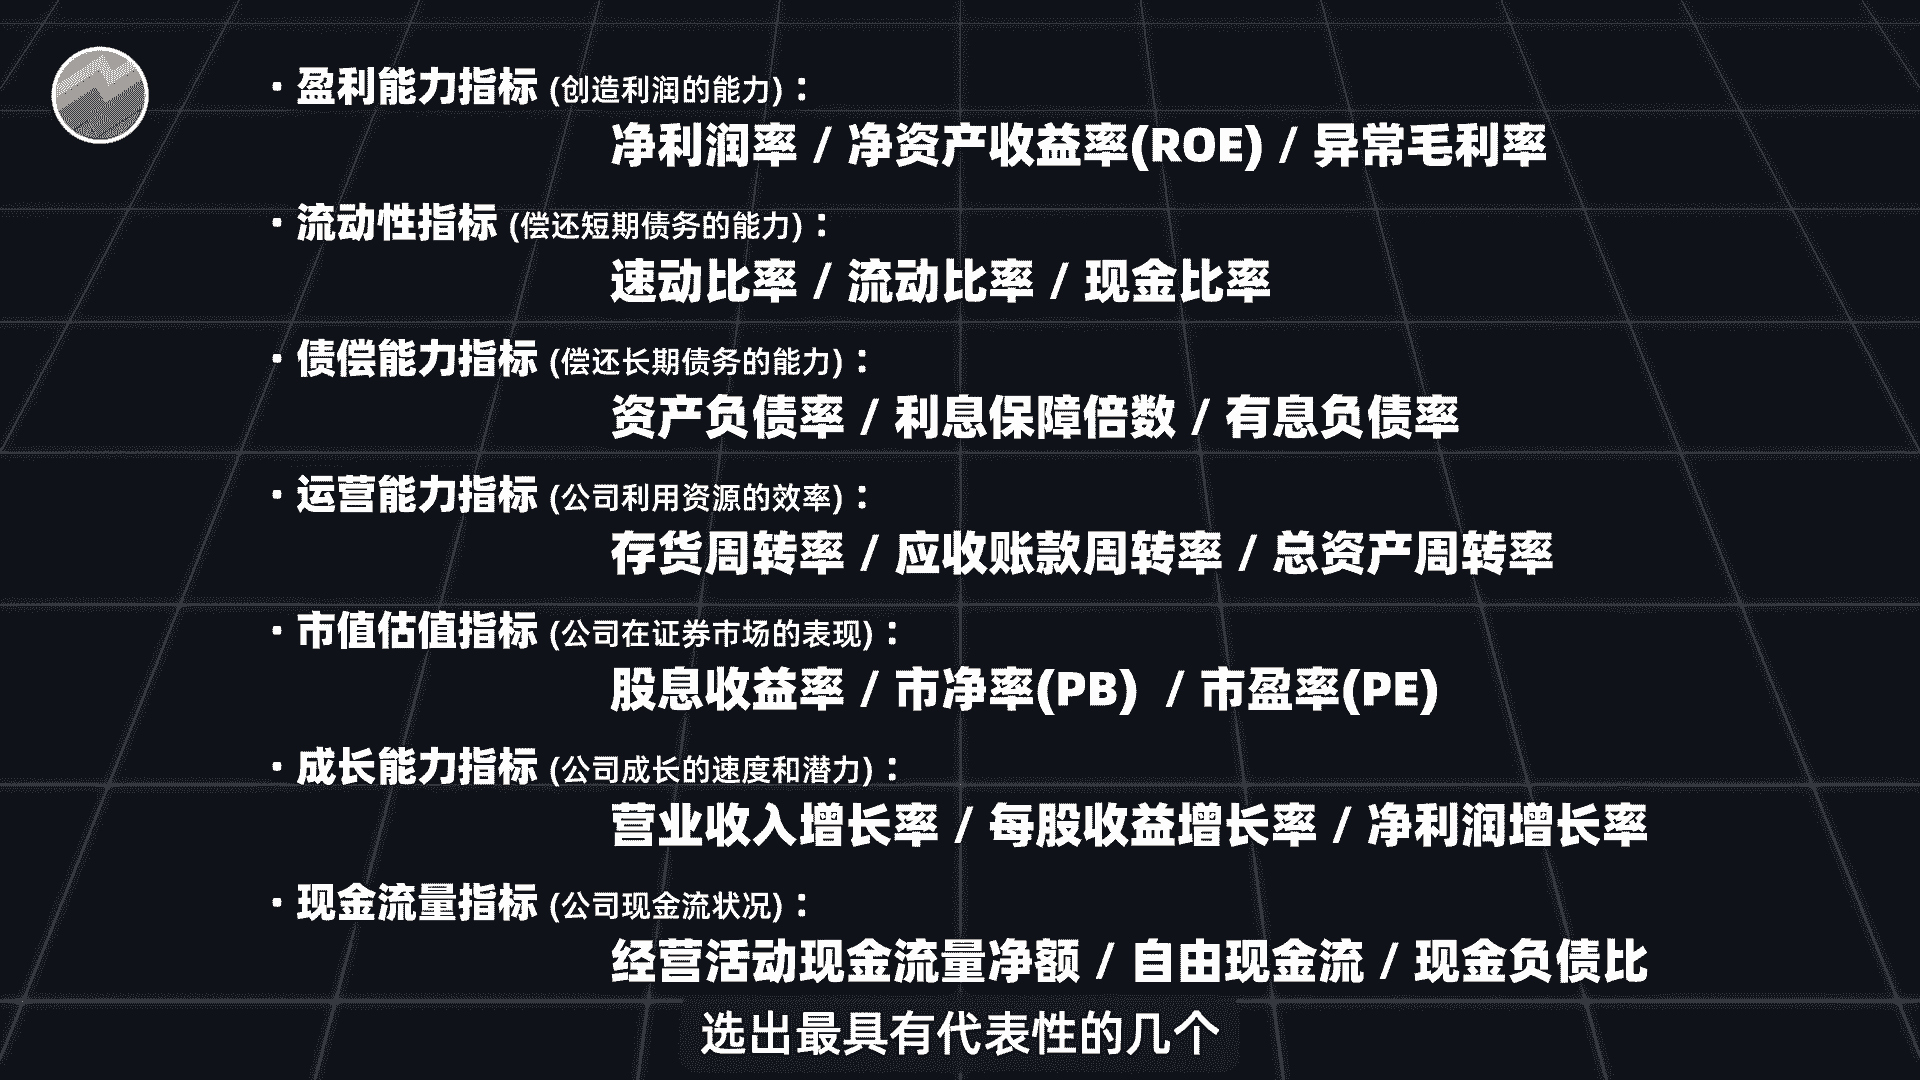 · 盈利能力指标 (创造利润的能力)：
净利润率 / 净资产收益率(ROE) / 异常毛利率
· 流动性指标 (偿还短期债务的能力)：
速动比率 / 流动比率 / 现金比率
· 债偿能力指标 (偿还长期债务的能力)：
资产负债率 / 利息保障倍数 / 有息负债率
· 运营能力指标 (公司利用资源的效率)：
存货周转率 / 应收账款周转率 / 总资产周转率
· 市值估值指标 (公司在证券市场的表现)：
股息收益率 / 市净率(PB) / 市盈率(PE)
· 成长能力指标 (公司成长的速度和潜力)：
营业收入增长率 / 每股收益增长率 / 净利润增长率
· 现金流量指标 (公司现金流状况)：
经营活动现金流量净额 / 自由现金流 / 现金负债比
选出最具有代表性的几个